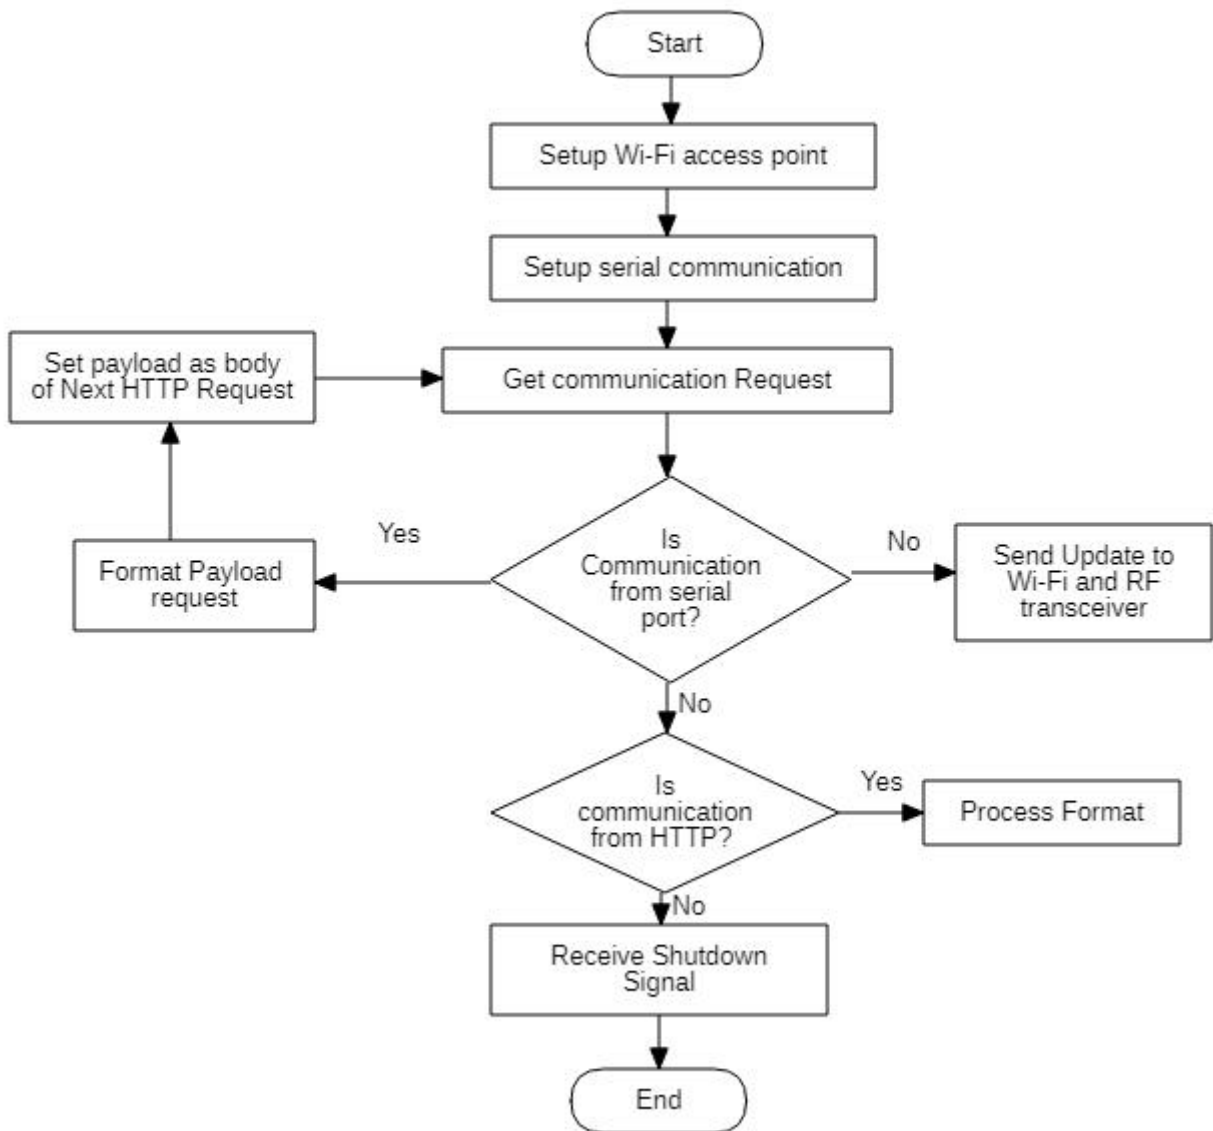 Start
Setup Wi-Fi access point
Setup serial communication
Set payload as body
of Next HTTP Request
Get communication Request
Yes
Is
Communication
from serial
port?
No
Format Payload
request
Send Update to
Wi-Fi and RF
transceiver
No
Is
communication
from HTTP?
Yes
Process Format
No
Receive Shutdown
Signal
End